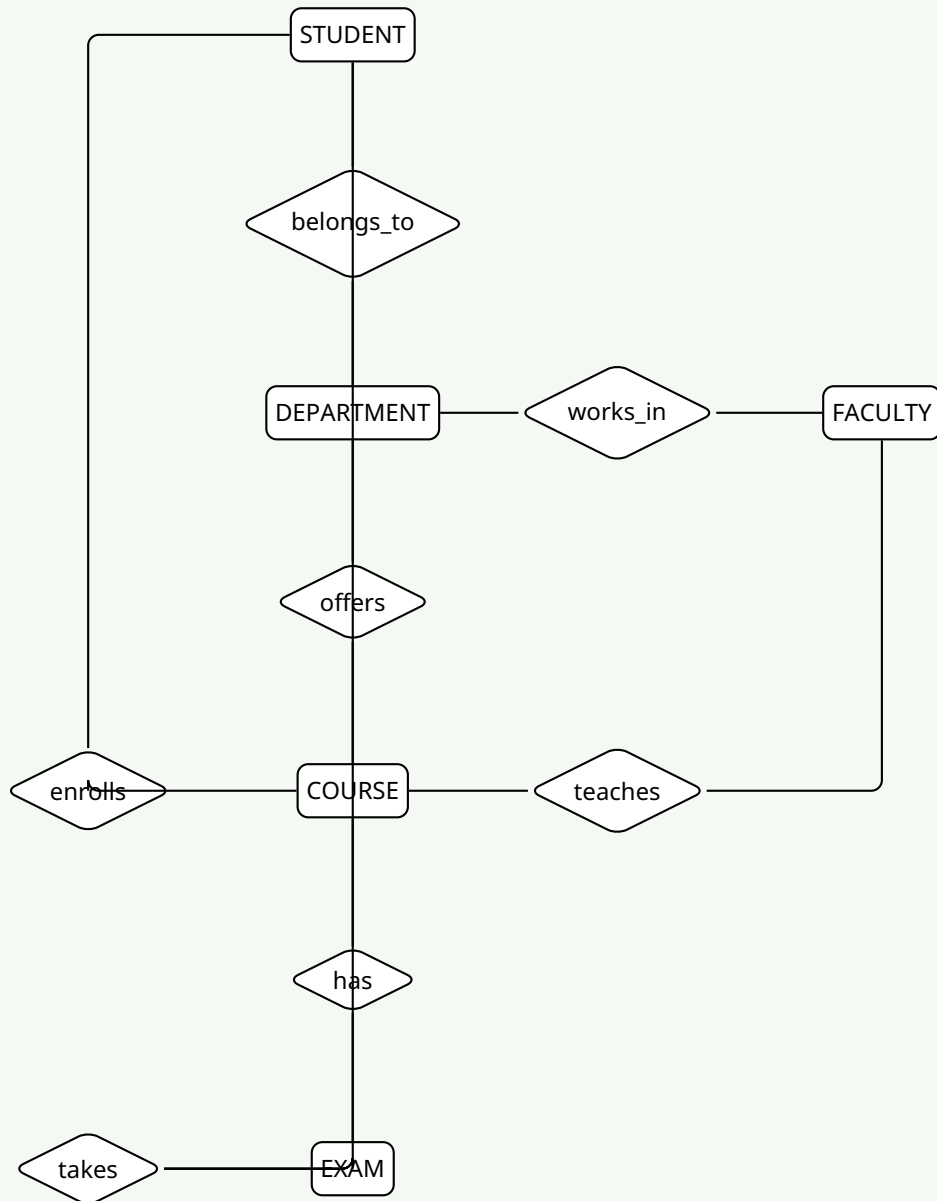 STUDENT
belongs_to
DEPARTMENT
works_in
FACULTY
offers
enrolls
COURSE
teaches
has
takes
EXAM